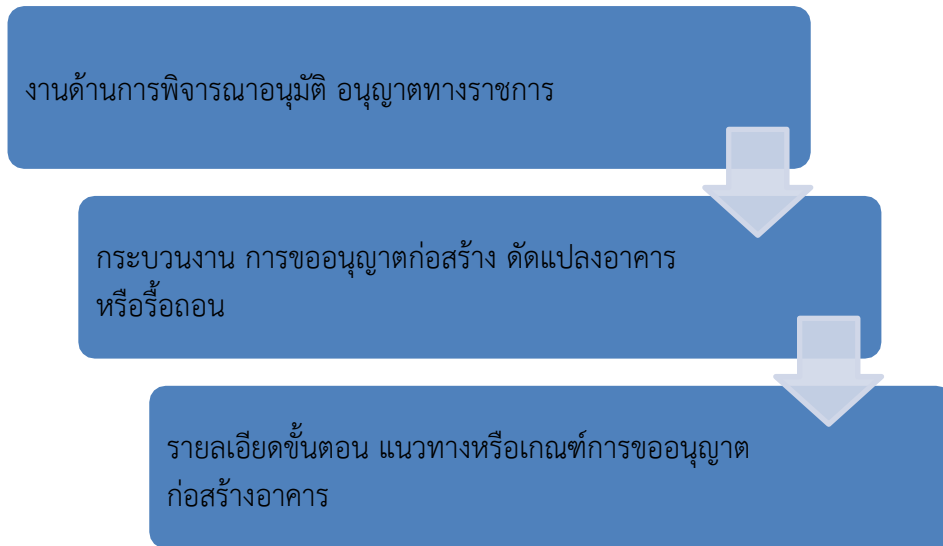 งานด้านการพิจารณาอนุมัติ อนุญาตทางราชการ
กระบวนงาน การขออนุญาตก่อสร้าง ดัดแปลงอาคาร
หรือรื้อถอน
รายลเอียดขั้นตอน แนวทางหรือเกณฑ์การขออนุญาต
ก่อสร้างอาคาร